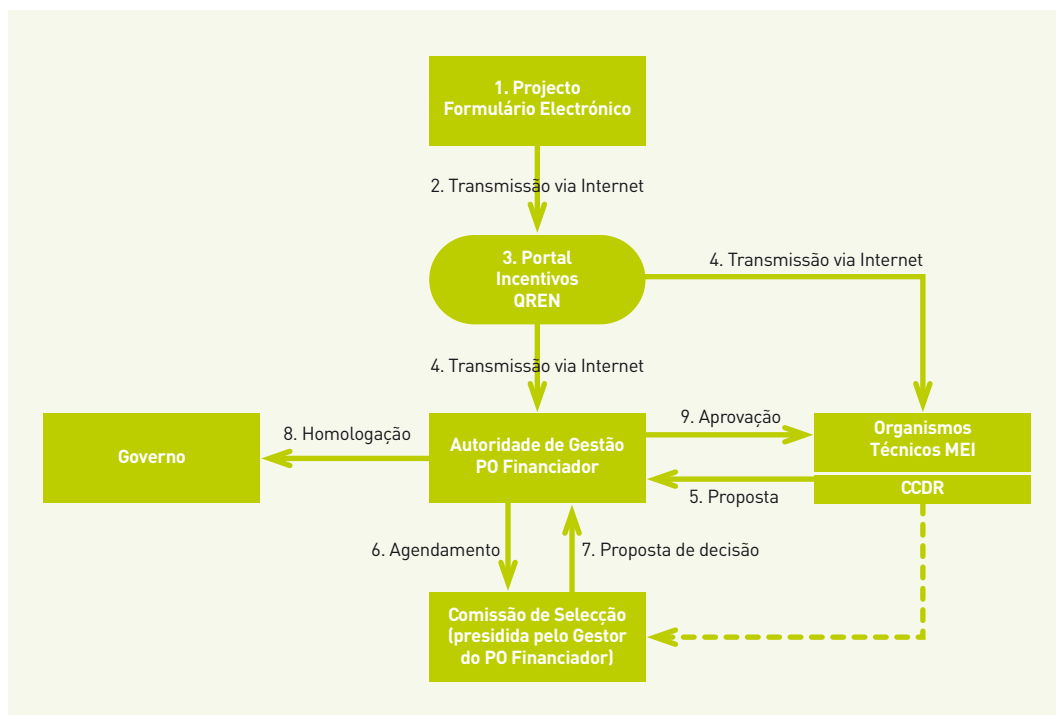 1. Projecto
Formulário Electrónico
2. Transmissão via Internet
3. Portal
Incentivos
QREN
4. Transmissão via Internet
4. Transmissão via Internet
Governo
8. Homologação
Autoridade de Gestão
PO Financiador
9. Aprovação
5. Proposta
Organismos
Técnicos MEI
CCDR
6. Agendamento
7. Proposta de decisão
Comissão de Selecção
(presidida pelo Gestor
do PO Financiador)